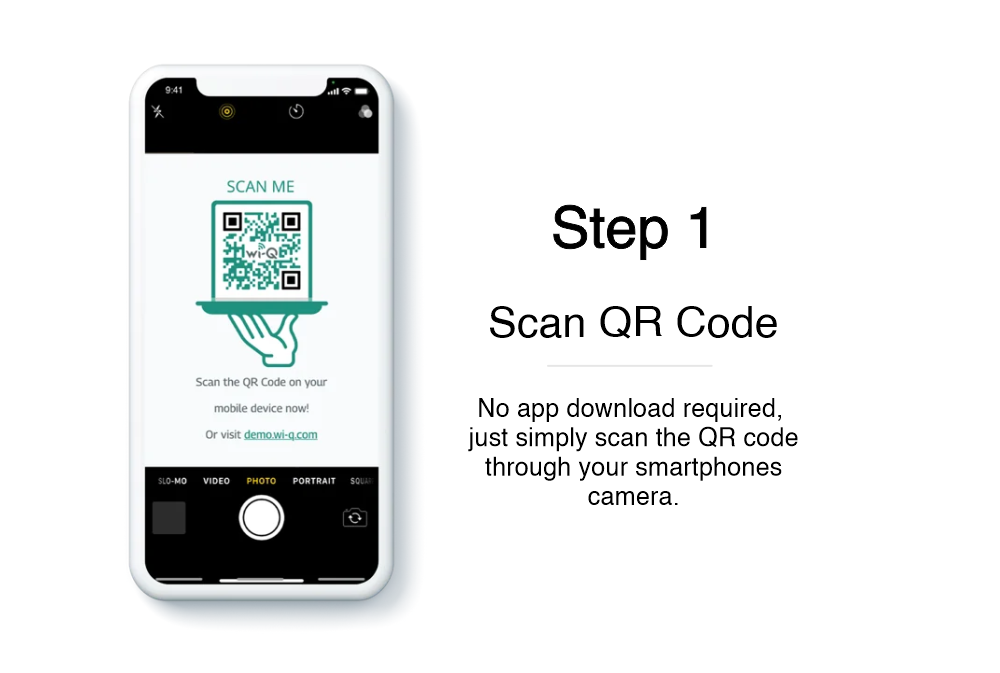 9:41
SCAN ME
wi-Q
Scan the QR Code on your
mobile device now!
Or visit demo.wi-q.com
SLO-MO VIDEO PHOTO PORTRAIT SQUA
Step 1
Scan QR Code
No app download required,
just simply scan the QR code
through your smartphones
camera.